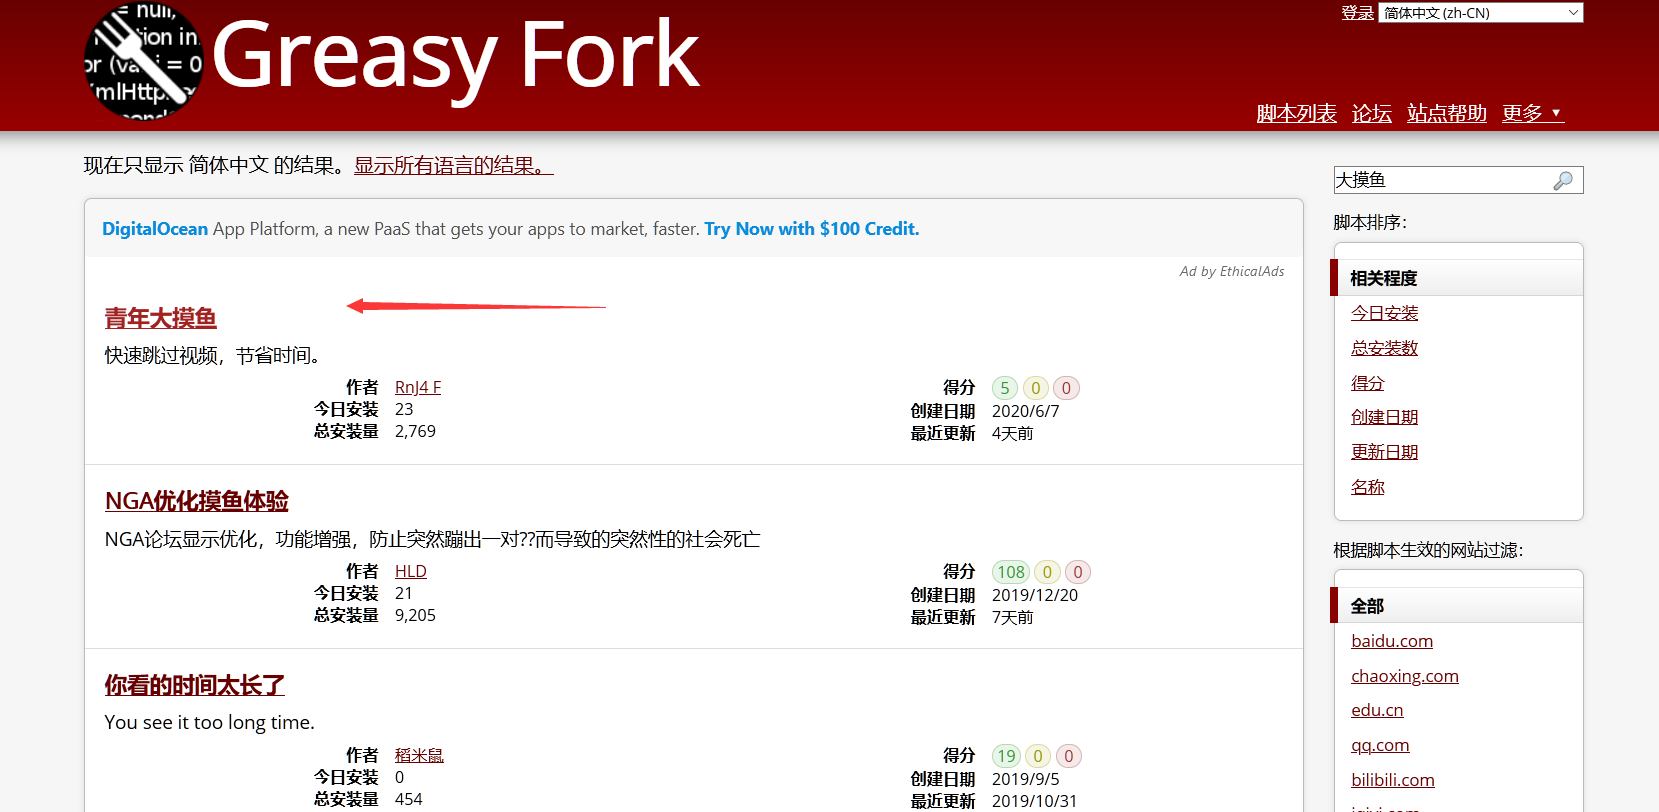 = null,
tion in
or (va i = 0
XmlHttp
Greasy Fork
登录 简体中文 (zh-CN)
脚本列表 论坛 站点帮助 更多 ▼
现在只显示 简体中文 的结果。显示所有语言的结果。
DigitalOcean App Platform, a new PaaS that gets your apps to market, faster. Try Now with $100 Credit.
Ad by EthicalAds
青年大摸鱼
快速跳过视频，节省时间。
作者 RnJ4 F
今日安装 23
总安装量 2,769
得分 5 0 0
创建日期 2020/6/7
最近更新 4天前
NGA优化摸鱼体验
NGA论坛显示优化，功能增强，防止突然蹦出一对??而导致的突然性的社会死亡
作者 HLD
今日安装 21
总安装量 9,205
得分 108 0 0
创建日期 2019/12/20
最近更新 7天前
你看的时间太长了
You see it too long time.
作者 稻米鼠
今日安装 0
总安装量 454
得分 19 0 0
创建日期 2019/9/5
最近更新 2019/10/31
大摸鱼
脚本排序：
相关程度
今日安装
总安装数
得分
创建日期
更新日期
名称
根据脚本生效的网站过滤：
全部
baidu.com
chaoxing.com
edu.cn
qq.com
bilibili.com